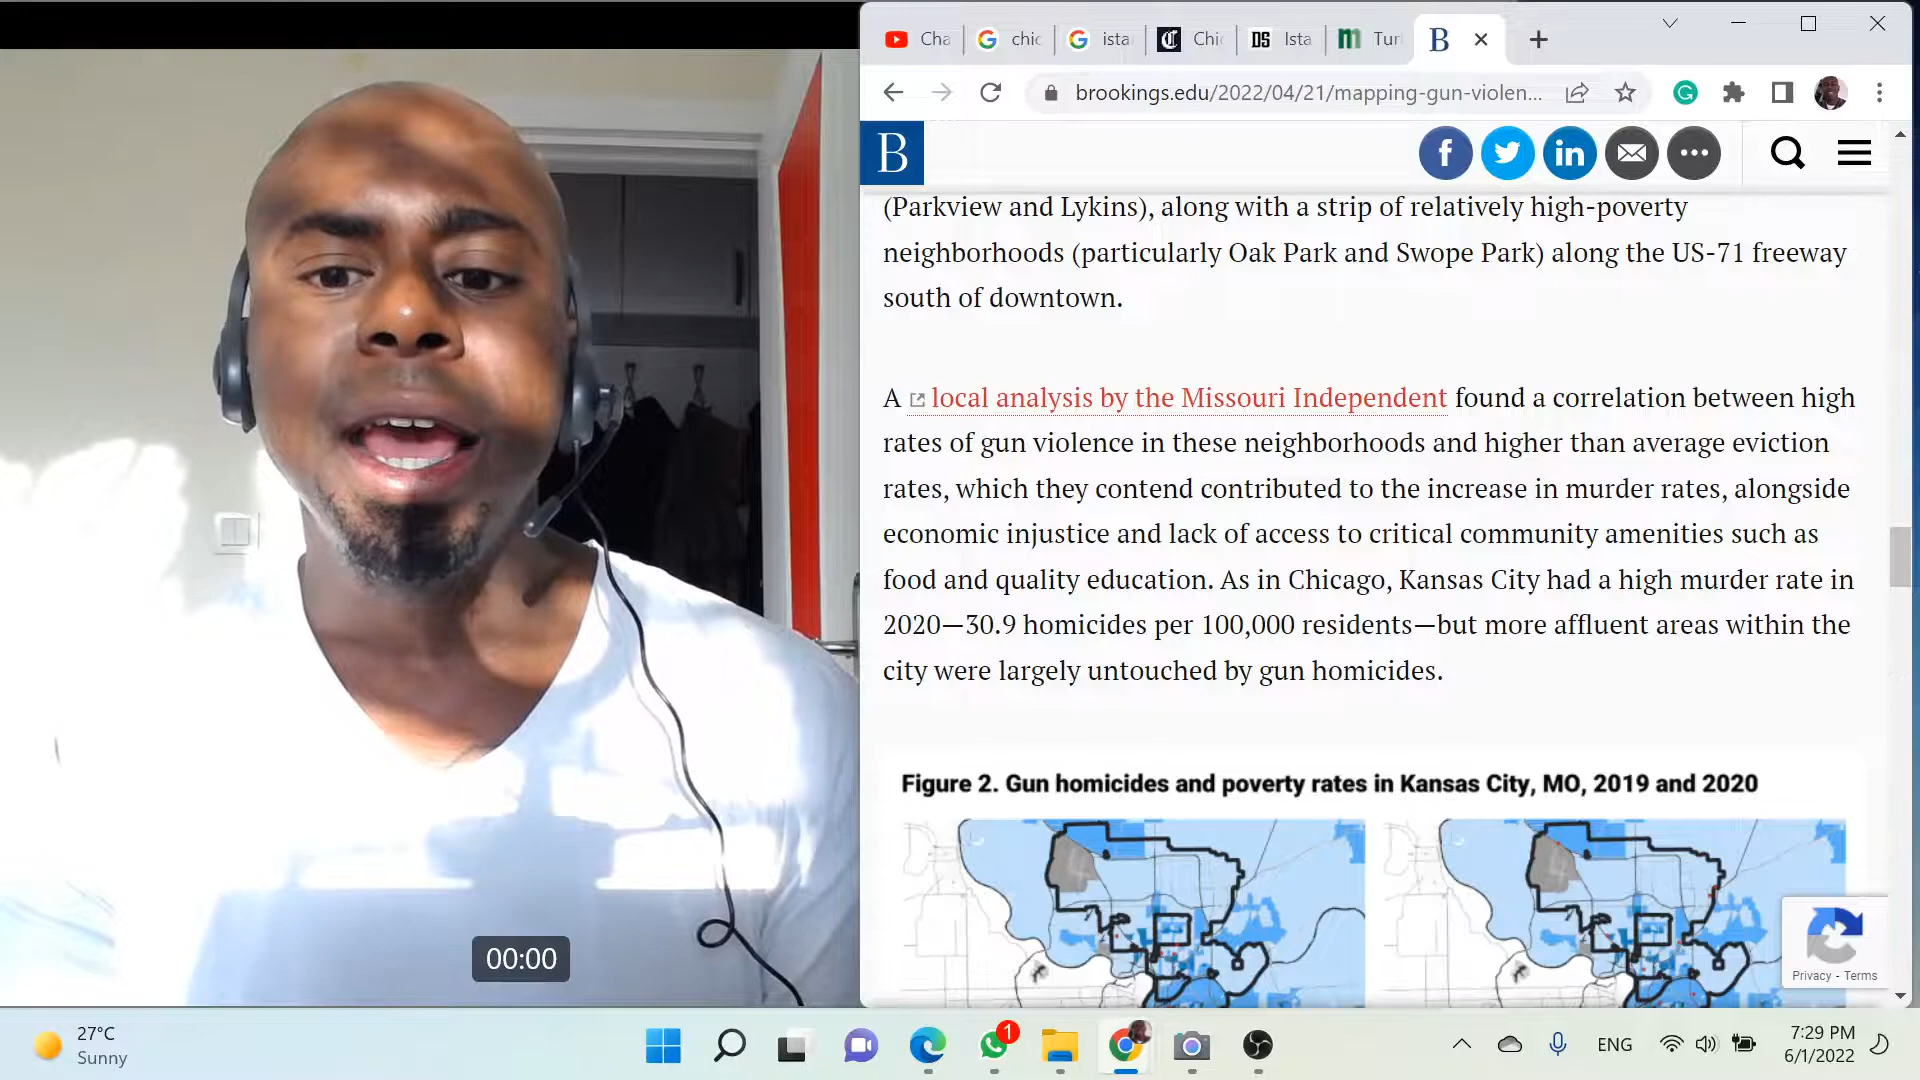 Cha
chic
ista
Chi
DS
Ista
m
Turl
B
brookings.edu/2022/04/21/mapping-gun-violen...
B
(Parkview and Lykins), along with a strip of relatively high-poverty
neighborhoods (particularly Oak Park and Swope Park) along the US-71 freeway
south of downtown.
A local analysis by the Missouri Independent found a correlation between high
rates of gun violence in these neighborhoods and higher than average eviction
rates, which they contend contributed to the increase in murder rates, alongside
economic injustice and lack of access to critical community amenities such as
food and quality education. As in Chicago, Kansas City had a high murder rate in
2020—30.9 homicides per 100,000 residents—but more affluent areas within the
city were largely untouched by gun homicides.
Figure 2. Gun homicides and poverty rates in Kansas City, MO, 2019 and 2020
Privacy - Terms
00:00
27°C
Sunny
1
ENG
7:29 PM
6/1/2022